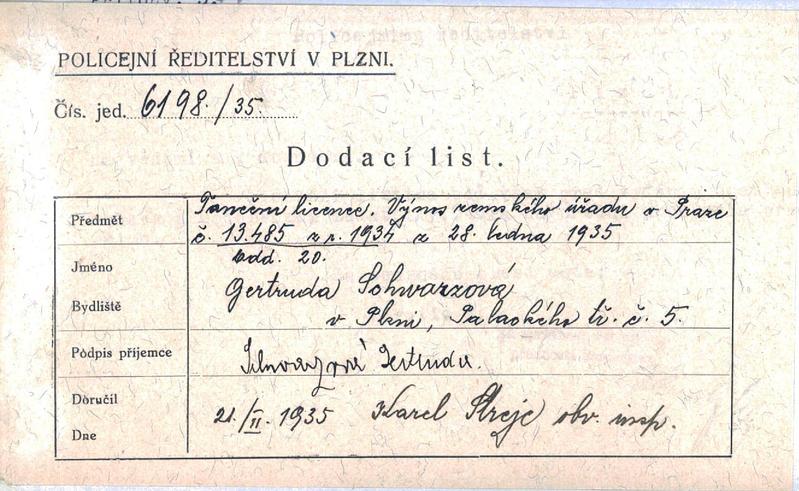 POLICEJNÍ ŘEDITELSTVÍ V PLZNI.
Čís. jed. 6198./35.
Dodací list.
Předmět
Taneční licence. Výnos zemského úřadu v Praze
č. 13.485 z r. 1934 z 28. ledna 1935
odd. 20.
Jméno
Gertruda Schwarzová
Bydliště
v Plzni, Palackého tř. č. 5.
Podpis příjemce
Schwarzová Gertruda.
Doručil
Dne
21./II. 1935 Karel Strejc obv. insp.